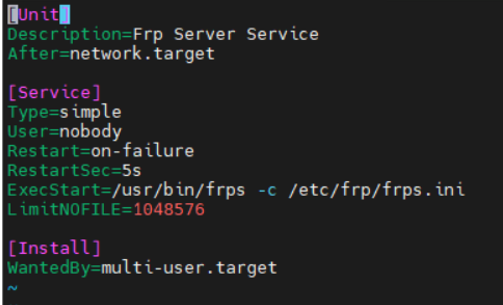 [Unit]
Description=Frp Server Service
After=network.target
[Service]
Type=simple
User=nobody
Restart=on-failure
RestartSec=5s
ExecStart=/usr/bin/frps -c /etc/frp/frps.ini
LimitNOFILE=1048576
[Install]
WantedBy=multi-user.target
~